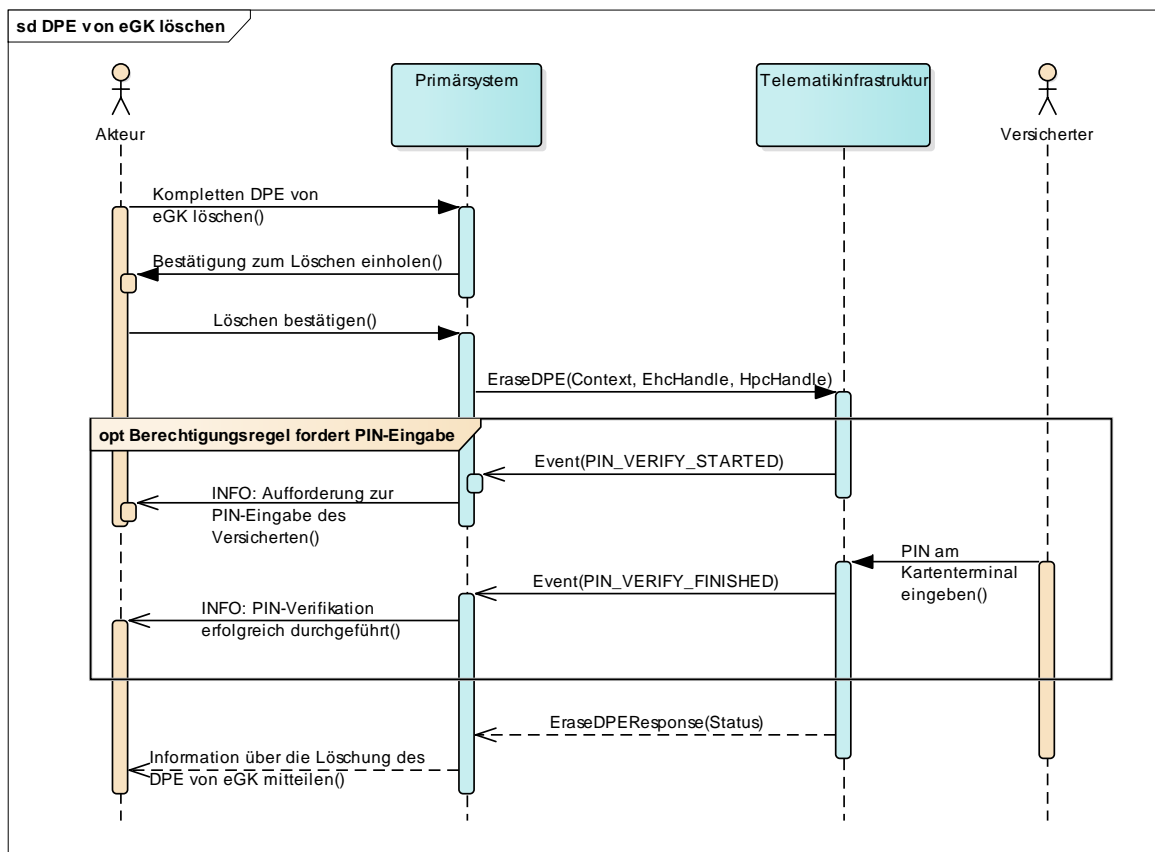 sd DPE von eGK löschen
Akteur
Primärsystem
Telematikinfrastruktur
Versicherter
Kompletten DPE von
eGK löschen()
Bestätigung zum Löschen einholen()
Löschen bestätigen()
EraseDPE(Context, EhcHandle, HpcHandle)
opt Berechtigungsregel fordert PIN-Eingabe
Event(PIN_VERIFY_STARTED)
INFO: Aufforderung zur
PIN-Eingabe des
Versicherten()
PIN am
Kartenterminal
eingeben()
Event(PIN_VERIFY_FINISHED)
INFO: PIN-Verifikation
erfolgreich durchgeführt()
EraseDPEResponse(Status)
Information über die Löschung des
DPE von eGK mitteilen()